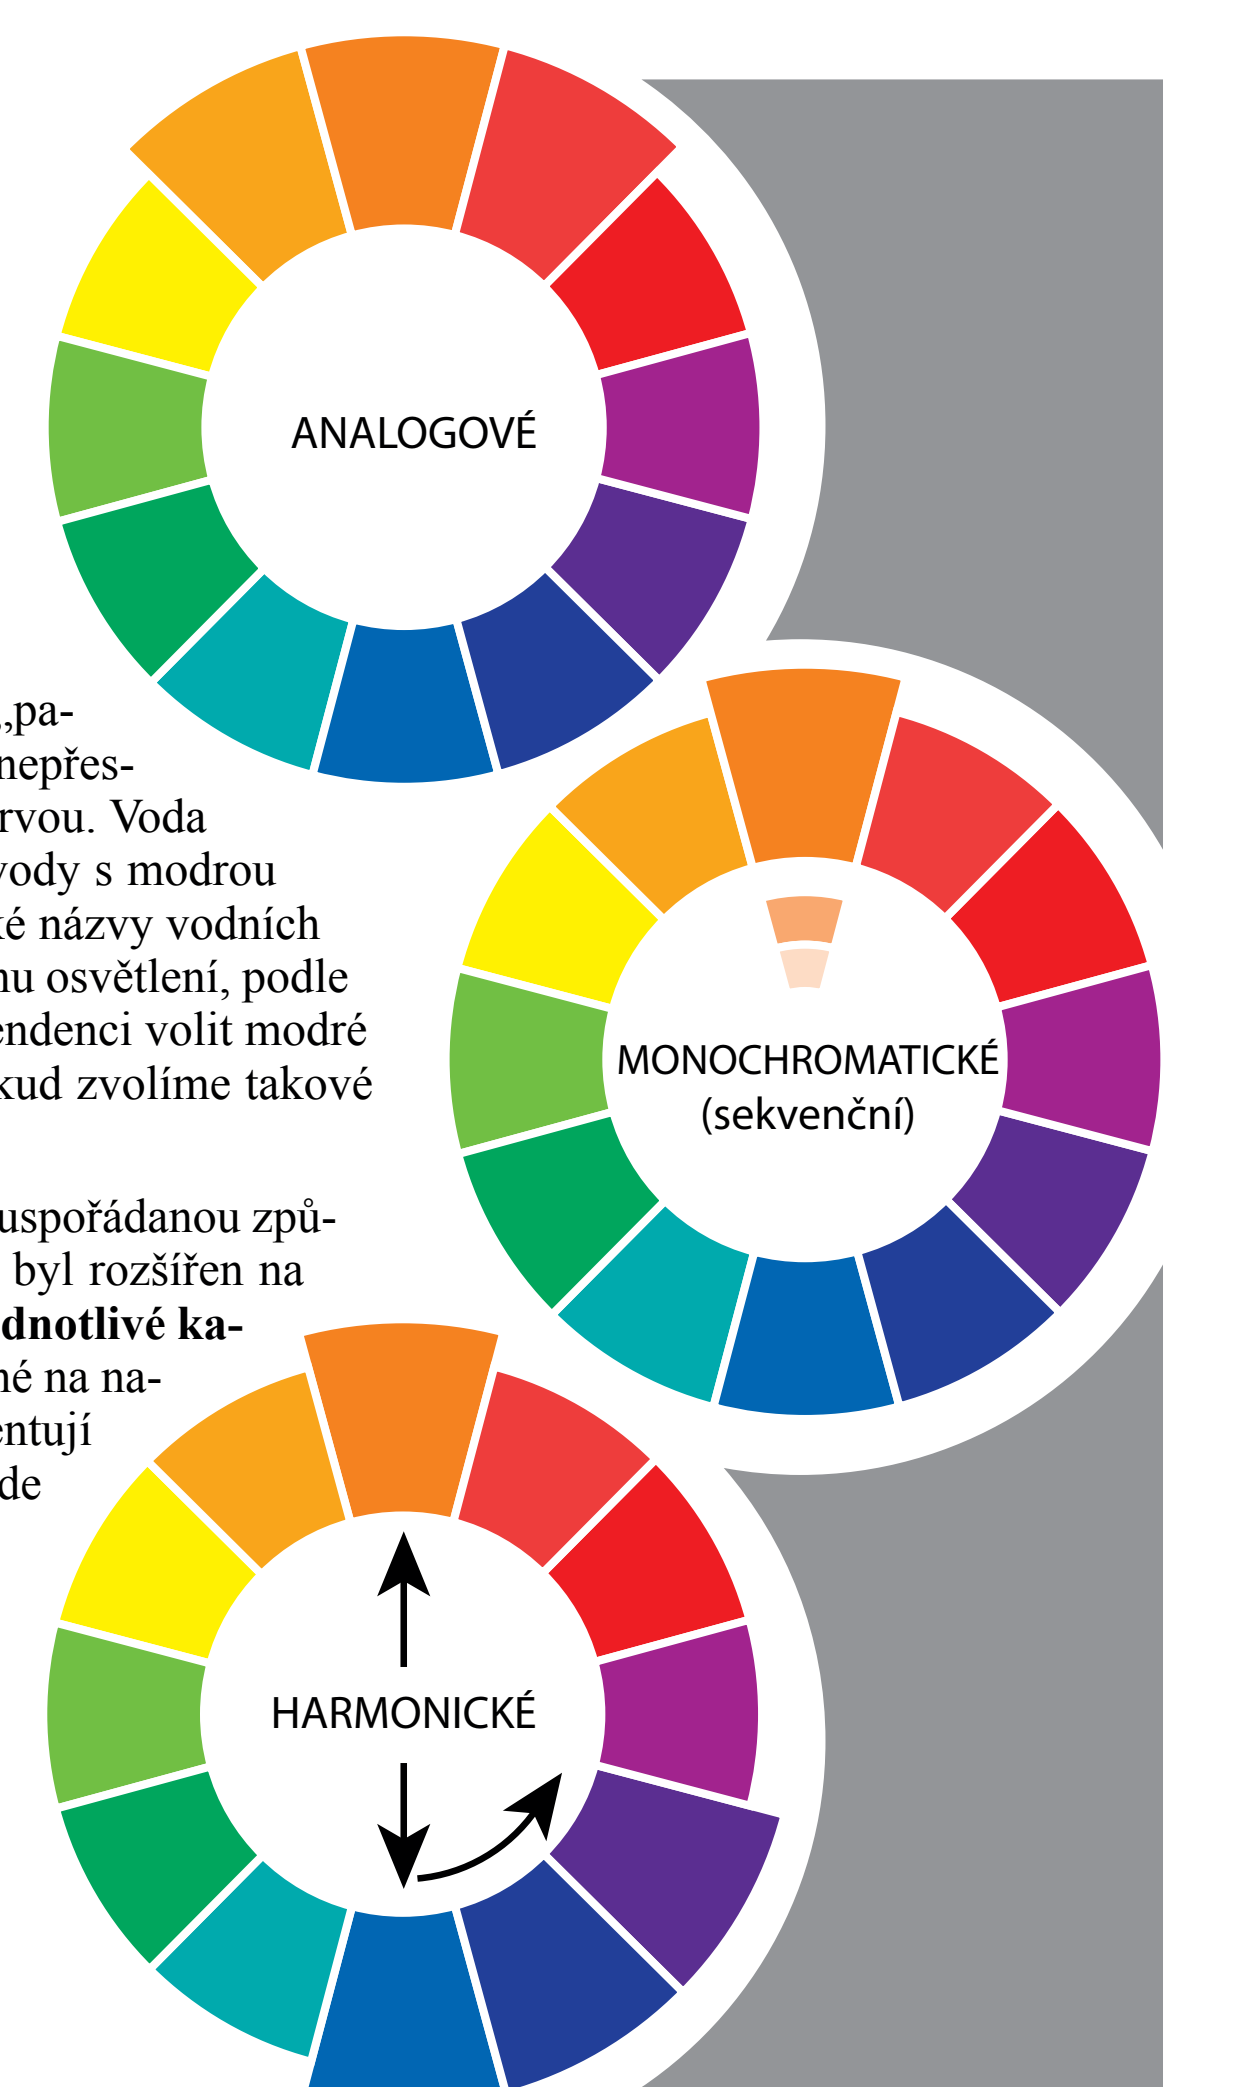 ANALOGOVÉ
„pa-
nepřes-
rvou. Voda
vody s modrou
ké názvy vodních
nu osvětlení, podle
endenci volit modré
kud zvolíme takové
MONOCHROMATICKÉ
(sekvenční)
uspořádanou způ-
byl rozšířen na
dnotlivé ka-
né na na-
entují
de
HARMONICKÉ